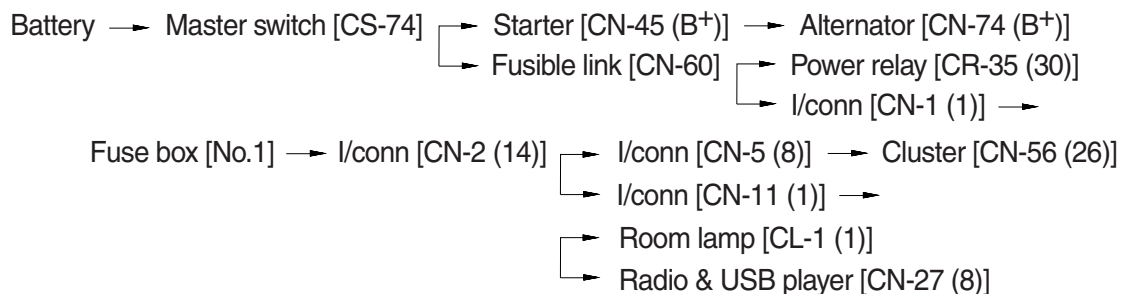 Battery → Master switch [CS-74] → Starter [CN-45 (B⁺)] → Alternator [CN-74 (B⁺)]
→ Fusible link [CN-60] → Power relay [CR-35 (30)]
→ I/conn [CN-1 (1)] →
Fuse box [No.1] → I/conn [CN-2 (14)] → I/conn [CN-5 (8)] → Cluster [CN-56 (26)]
→ I/conn [CN-11 (1)] →
→ Room lamp [CL-1 (1)]
→ Radio & USB player [CN-27 (8)]